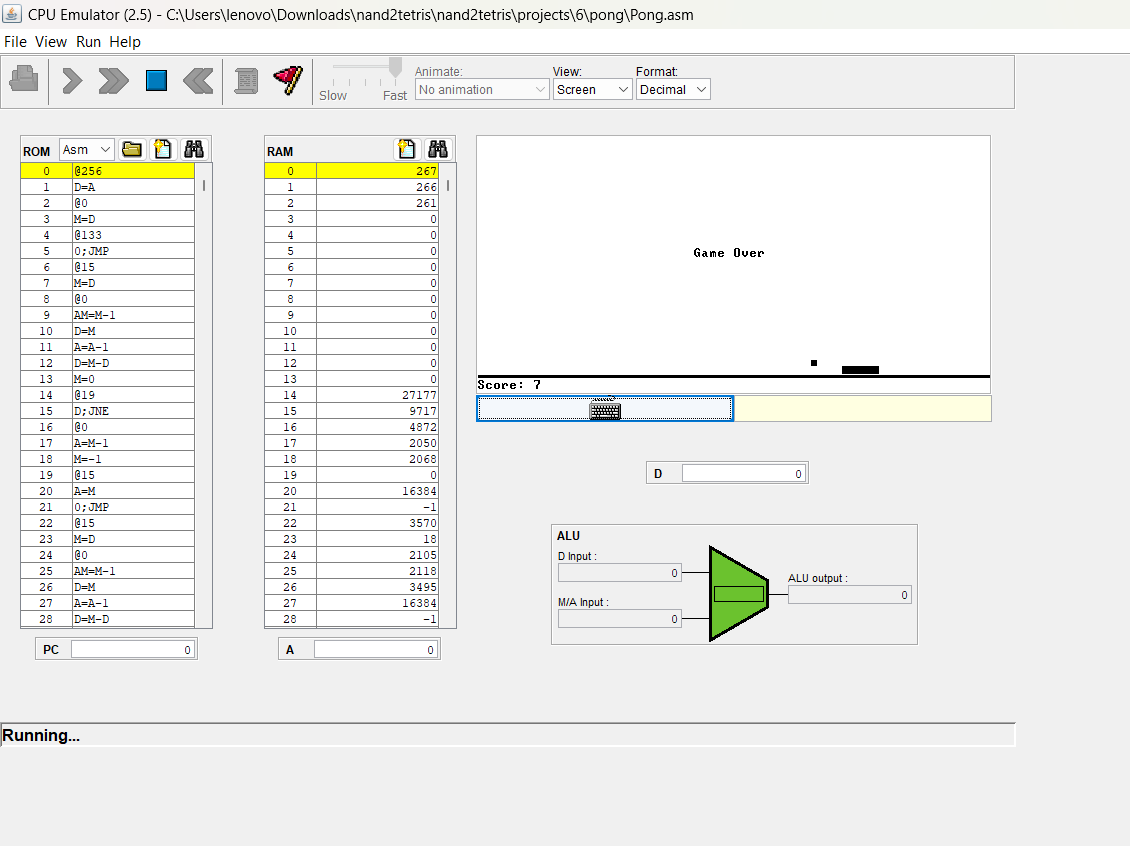 CPU Emulator (2.5) - C:\Users\lenovo\Downloads\nand2tetris\nand2tetris\projects\6\pong\Pong.asm
File View Run Help
Slow Fast
Animate:
No animation
View:
Screen
Format:
Decimal
ROM Asm
0 @256
1 D=A
2 @0
3 M=D
4 @133
5 0;JMP
6 @15
7 M=D
8 @0
9 AM=M-1
10 D=M
11 A=A-1
12 D=M-D
13 M=0
14 @19
15 D;JNE
16 @0
17 A=M-1
18 M=-1
19 @15
20 A=M
21 0;JMP
22 @15
23 M=D
24 @0
25 AM=M-1
26 D=M
27 A=A-1
28 D=M-D
PC 0
RAM
0 267
1 266
2 261
3 0
4 0
5 0
6 0
7 0
8 0
9 0
10 0
11 0
12 0
13 0
14 27177
15 9717
16 4872
17 2050
18 2068
19 0
20 16384
21 -1
22 3570
23 18
24 2105
25 2118
26 3495
27 16384
28 -1
A 0
Game Over
Score: 7
D 0
ALU
D Input :
0
M/A Input :
0
ALU output :
0
Running...